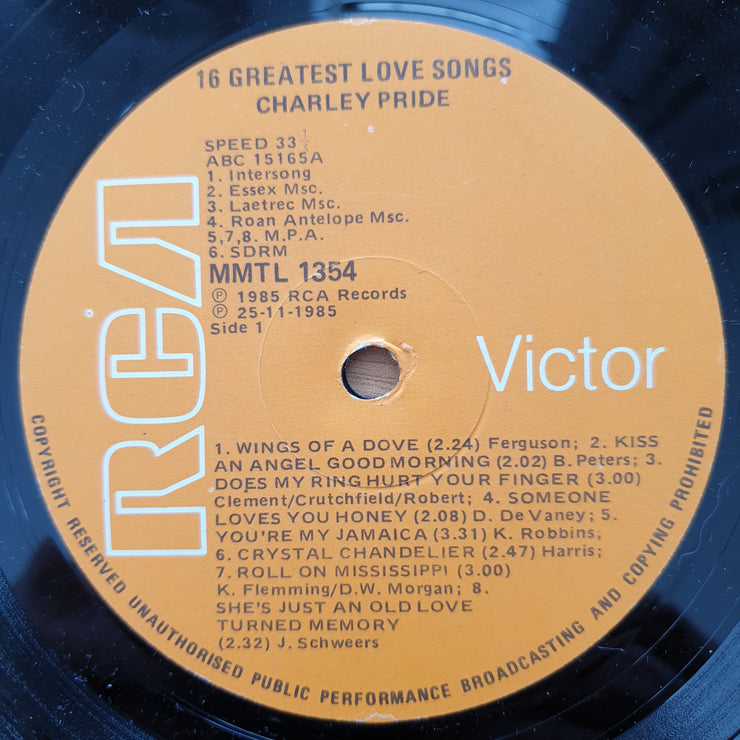 16 GREATEST LOVE SONGS
CHARLEY PRIDE
SPEED 33 1/3
ABC 15165A
1. Intersong
2. Essex Msc.
3. Laetrec Msc.
4. Roan Antelope Msc.
5,7,8. M.P.A.
6. SDRM
MMTL 1354
Ⓟ 1985 RCA Records
Ⓟ 25-11-1985
Side 1
RCA
Victor
1. WINGS OF A DOVE (2.24) Ferguson; 2. KISS
AN ANGEL GOOD MORNING (2.02) B. Peters; 3.
DOES MY RING HURT YOUR FINGER (3.00)
Clement/Crutchfield/Robert; 4. SOMEONE
LOVES YOU HONEY (2.08) D. DeVaney; 5.
YOU'RE MY JAMAICA (3.31) K. Robbins;
6. CRYSTAL CHANDELIER (2.47) Harris;
7. ROLL ON MISSISSIPPI (3.00)
K. Flemming/D.W. Morgan; 8.
SHE'S JUST AN OLD LOVE
TURNED MEMORY
(2.32) J. Schweers
COPYRIGHT RESERVED UNAUTHORISED PUBLIC PERFORMANCE BROADCASTING AND COPYING PROHIBITED